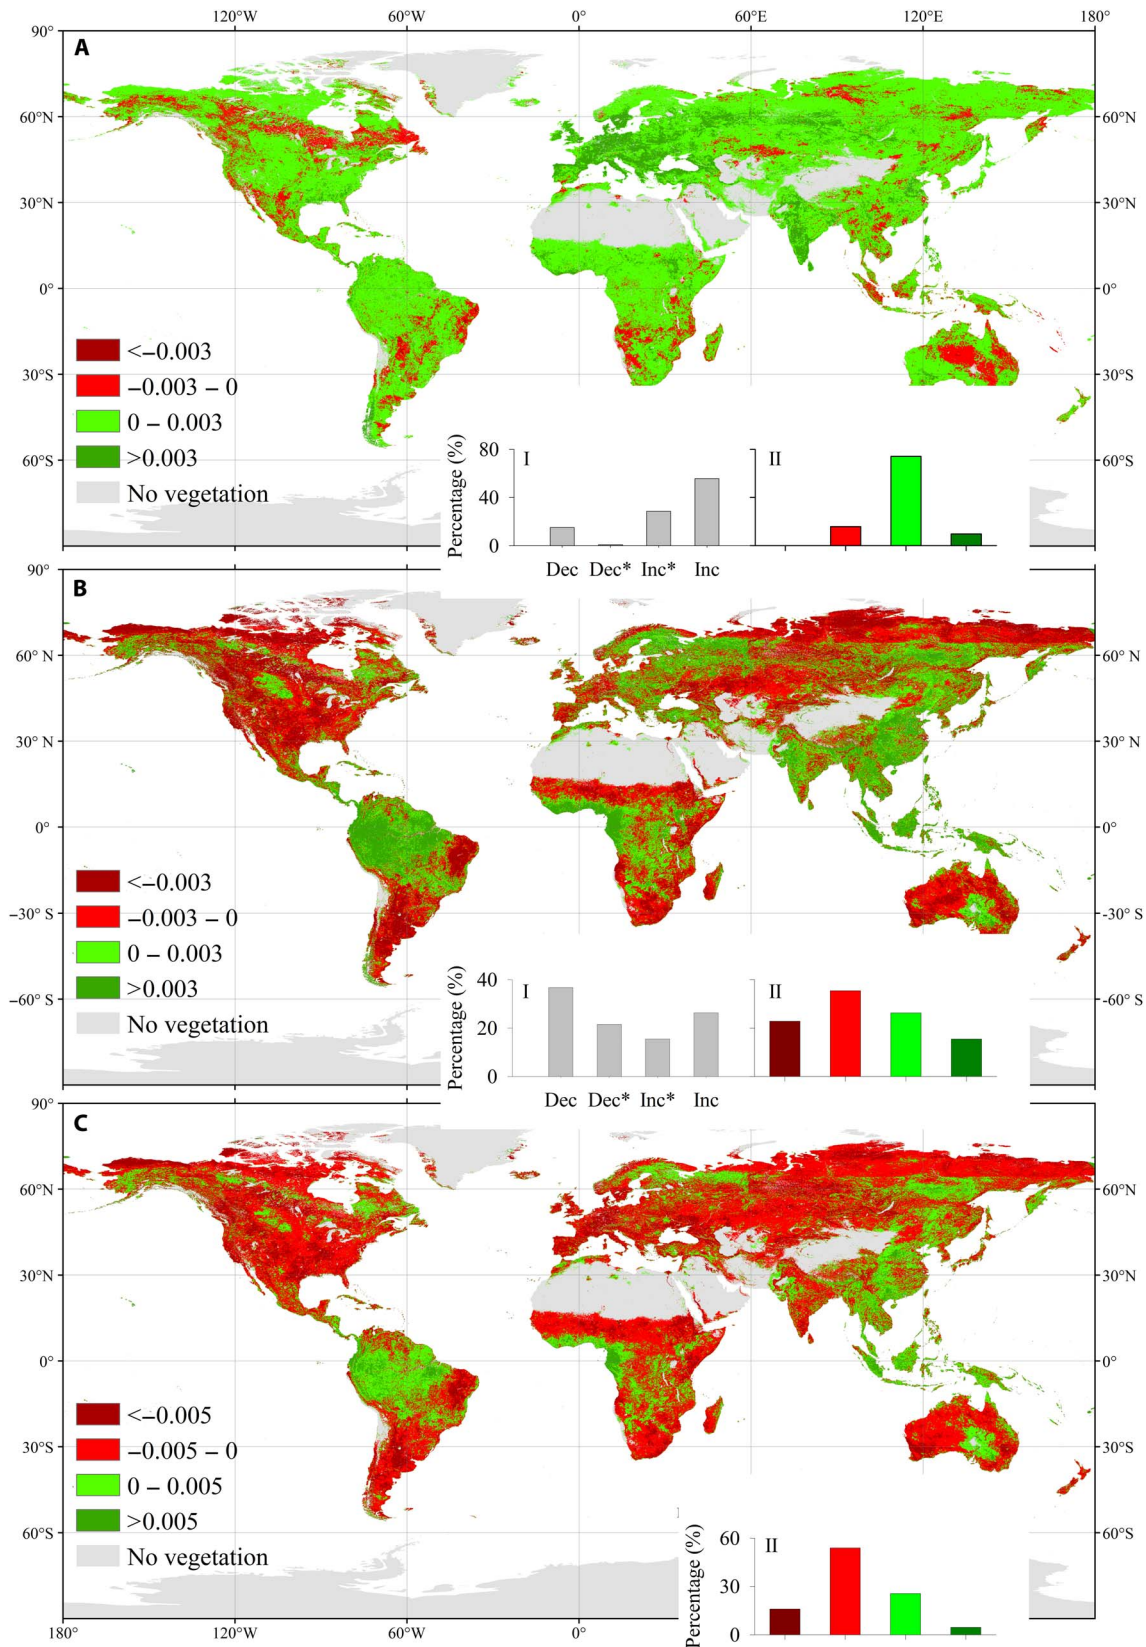 120°W 60°W 0° 60°E 120°E 180°
90°
A
60°N 60°N
30°N 30°N
0° 0°
30°S 30°S
60°S 60°S
<−0.003
−0.003 – 0
0 – 0.003
>0.003
No vegetation
Percentage (%)
80
40
0
I
II
Dec Dec* Inc* Inc
90°
B
60° N 60° N
30° N 30° N
0° 0°
−30° S -30° S
−60° S -60° S
<−0.003
−0.003 – 0
0 – 0.003
>0.003
No vegetation
Percentage (%)
40
20
0
I
II
Dec Dec* Inc* Inc
90°
C
60°N 60°N
30°N 30°N
0° 0°
30°S 30°S
60°S 60°S
<−0.005
−0.005 – 0
0 – 0.005
>0.005
No vegetation
Percentage (%)
60
30
0
II
180° 120°W 60°W 0°